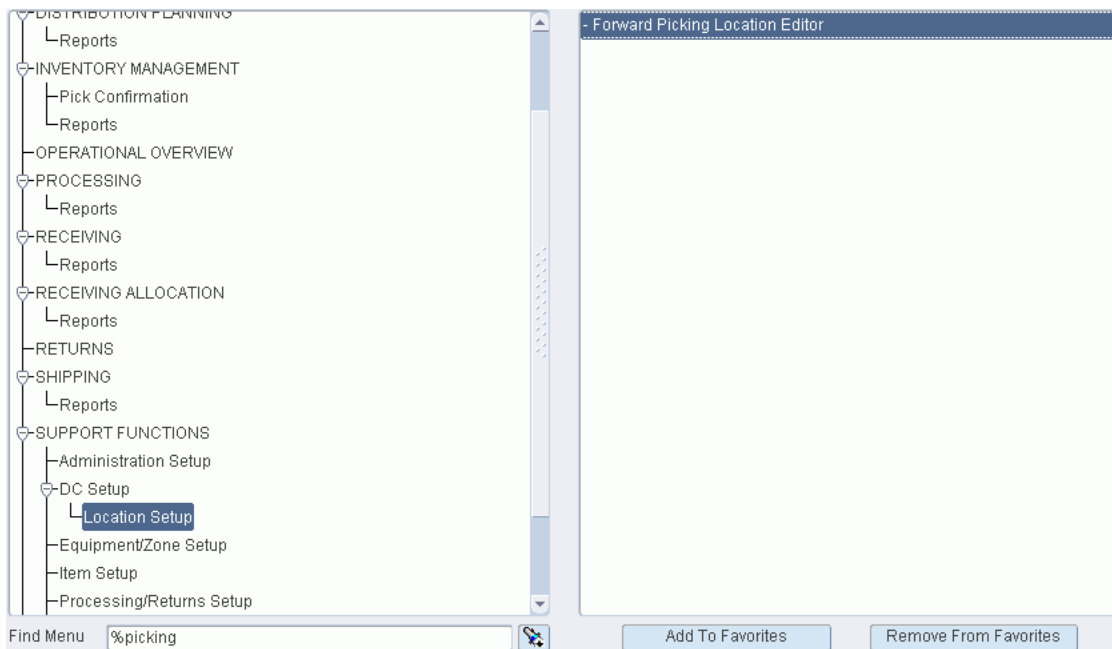 DISTRIBUTION PLANNING
Reports
INVENTORY MANAGEMENT
Pick Confirmation
Reports
OPERATIONAL OVERVIEW
PROCESSING
Reports
RECEIVING
Reports
RECEIVING ALLOCATION
Reports
RETURNS
SHIPPING
Reports
SUPPORT FUNCTIONS
Administration Setup
DC Setup
Location Setup
Equipment/Zone Setup
Item Setup
Processing/Returns Setup
Find Menu %picking
- Forward Picking Location Editor
Add To Favorites Remove From Favorites